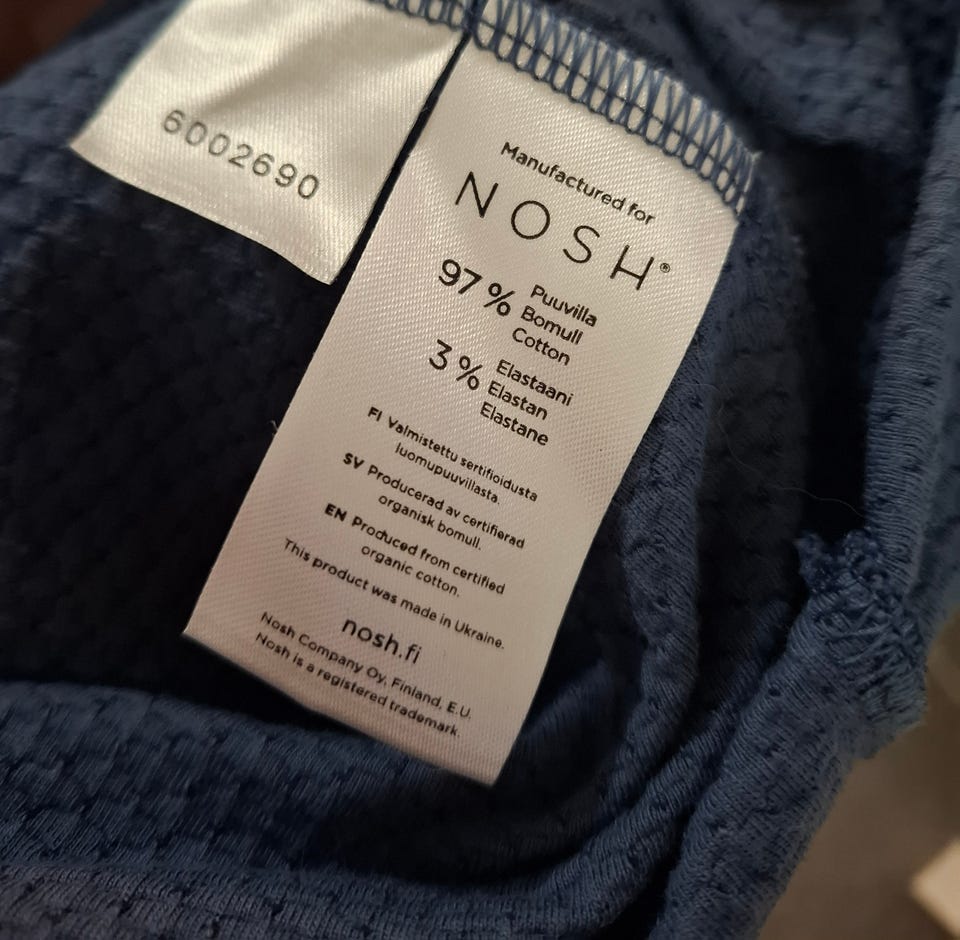 6002690
Manufactured for
NOSH®
97% Puuvilla
Bomull
Cotton
3% Elastaani
Elastan
Elastane
FI Valmistettu sertifioidusta
luomupuuvillasta.
SV Producerad av certifierad
organisk bomull.
EN Produced from certified
organic cotton.
This product was made in Ukraine.
nosh.fi
Nosh Company Oy, Finland, E.U.
Nosh is a registered trademark.